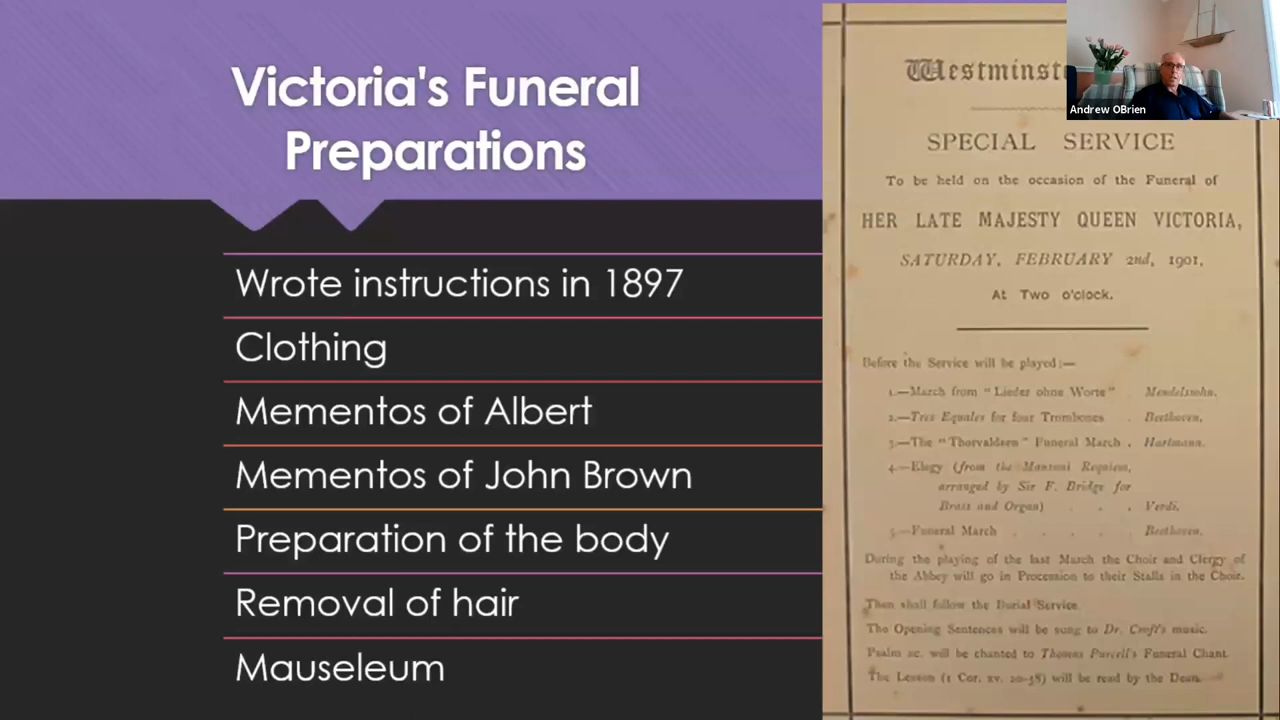 Victoria's Funeral
Preparations
Wrote instructions in 1897
Clothing
Mementos of Albert
Mementos of John Brown
Preparation of the body
Removal of hair
Mauseleum
Andrew OBrien
Westminst
SPECIAL SERVICE
To be held on the occasion of the Funeral of
HER LATE MAJESTY QUEEN VICTORIA,
SATURDAY, FEBRUARY 2nd, 1901,
At Two o'clock.
Before the Service will be played:—
1.—March from "Lieder ohne Worte" . Mendelssohn.
2.—Tres Equales for four Trombones . Beethoven.
3.—The "Thorvaldsen" Funeral March . Hartmann.
4.—Elegy (from the Manzoni Requiem,
arranged by Sir F. Bridge for
Brass and Organ) . . . Verdi.
5.—Funeral March . . . . Beethoven.
During the playing of the last March the Choir and Clergy of
the Abbey will go in Procession to their Stalls in the Choir.
Then shall follow the Burial Service.
The Opening Sentences will be sung to Dr. Croft's music.
Psalm xc. will be chanted to Thomas Purcell's Funeral Chant.
The Lesson (1 Cor. xv. 20-58) will be read by the Dean.